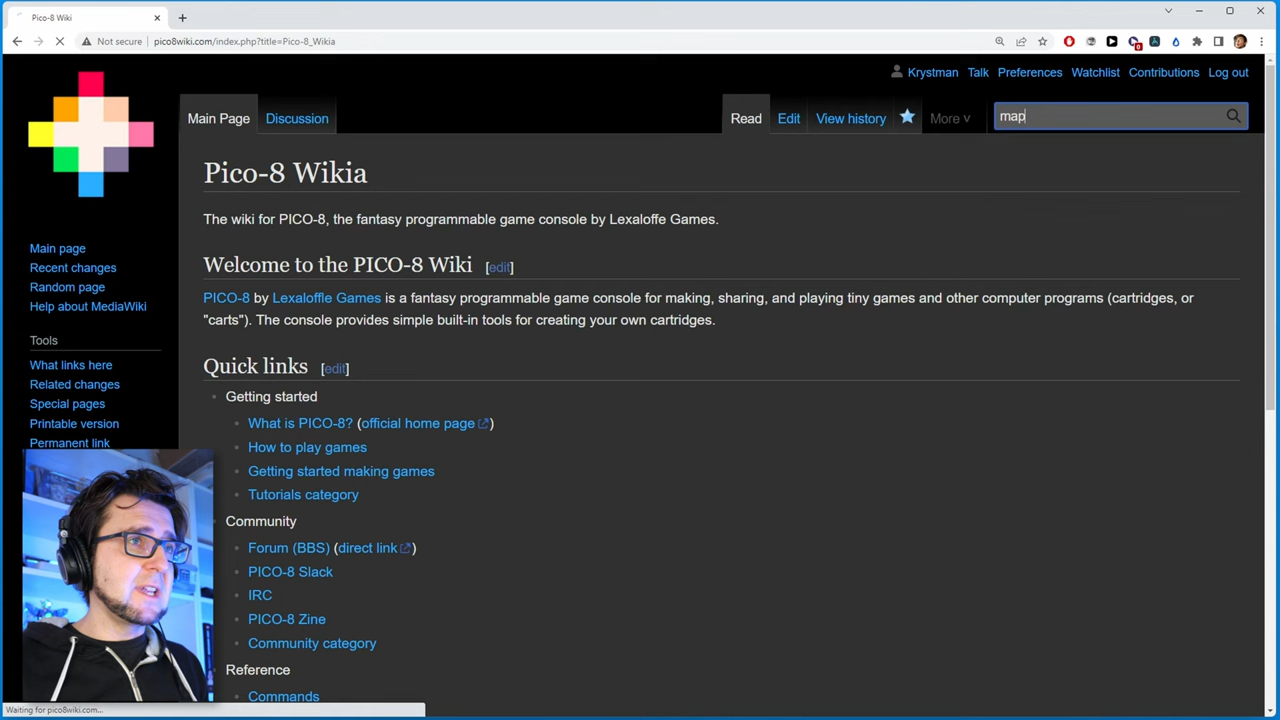 Pico-8 Wiki
Not secure
pico8wiki.com/index.php?title=Pico-8_Wikia
0
Krystman
Talk
Preferences
Watchlist
Contributions
Log out
Main Page
Discussion
Read
Edit
View history
More
map
Pico-8 Wikia
The wiki for PICO-8, the fantasy programmable game console by Lexaloffe Games.
Main page
Recent changes
Random page
Help about MediaWiki
Tools
What links here
Related changes
Special pages
Printable version
Permanent link
Welcome to the PICO-8 Wiki [edit]
PICO-8 by Lexaloffle Games is a fantasy programmable game console for making, sharing, and playing tiny games and other computer programs (cartridges, or
"carts"). The console provides simple built-in tools for creating your own cartridges.
Quick links [edit]
Getting started
What is PICO-8? (official home page)
How to play games
Getting started making games
Tutorials category
Community
Forum (BBS) (direct link)
PICO-8 Slack
IRC
PICO-8 Zine
Community category
Reference
Commands
Waiting for pico8wiki.com...